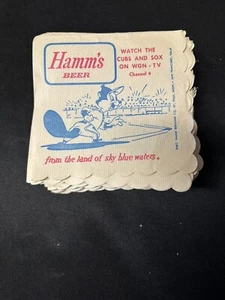 Hamm's
BEER
WATCH THE
CUBS AND SOX
ON WGN - TV
Channel 9
from the land of sky blue waters.